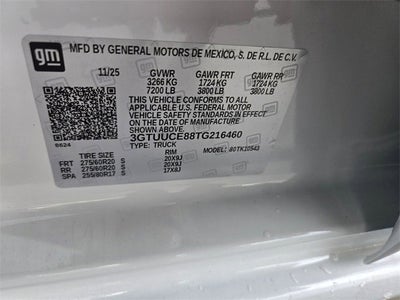 gm
MFD BY GENERAL MOTORS DE MEXICO, S. DE R.L. DE C.V.
11/25 GVWR GAWR FRT GAWR RR
3266 KG 1724 KG 1724 KG
7200 LB 3800 LB 3800 LB
THIS VEHICLE CONFORMS TO ALL
APPLICABLE U.S. FEDERAL MOTOR
VEHICLE SAFETY STANDARDS IN
EFFECT ON THE DATE OF
MANUFACTURE SHOWN ABOVE.
6624
3GTUUCE88TG216460
TYPE: TRUCK MODEL: 80TK10543
TIRE SIZE RIM
FRT 275/60R20 S 20X9J
RR 275/60R20 S 20X9J
SPA 255/80R17 S 17X8J